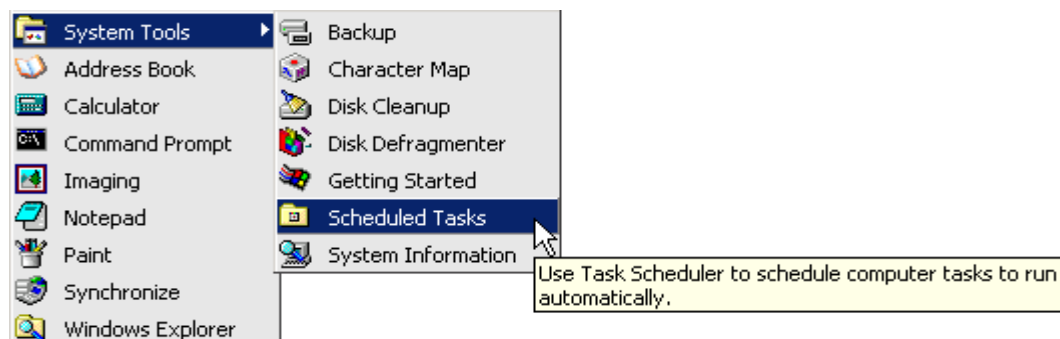 System Tools
Address Book
Calculator
Command Prompt
Imaging
Notepad
Paint
Synchronize
Windows Explorer
Backup
Character Map
Disk Cleanup
Disk Defragmenter
Getting Started
Scheduled Tasks
System Information
Use Task Scheduler to schedule computer tasks to run
automatically.